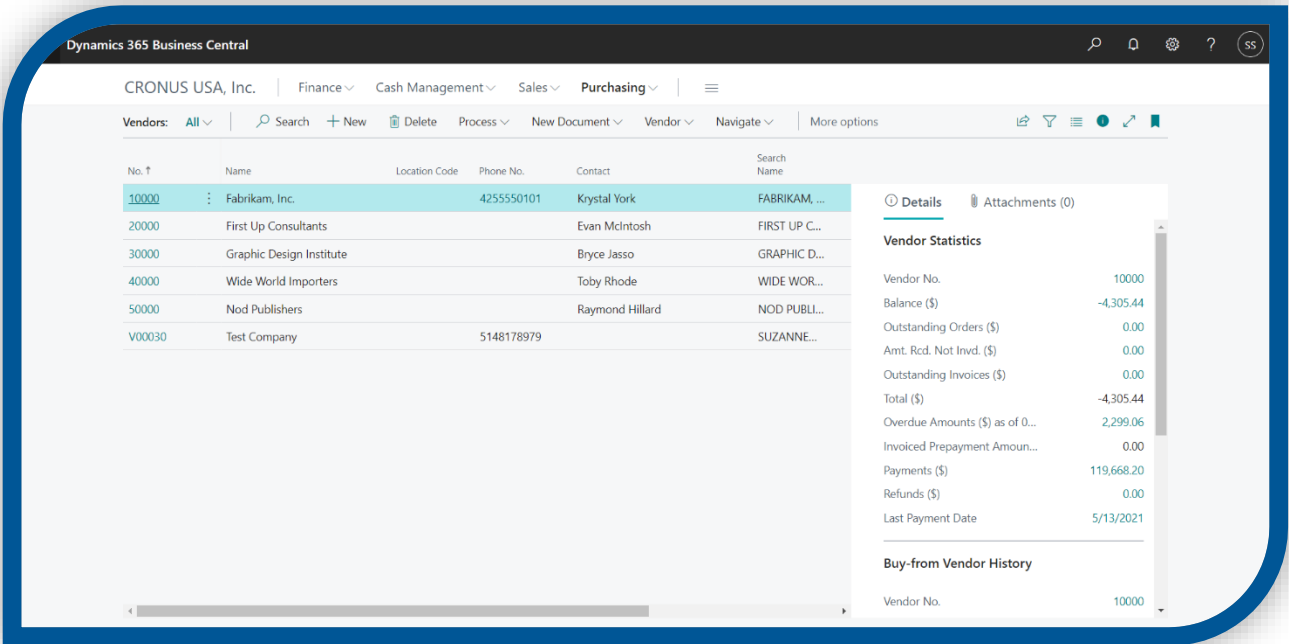 Dynamics 365 Business Central
SS
CRONUS USA, Inc. Finance Cash Management Sales Purchasing
Vendors: All Search + New Delete Process New Document Vendor Navigate More options
No. ↑ Name Location Code Phone No. Contact Search Name
10000 Fabrikam, Inc. 4255550101 Krystal York FABRIKAM, ...
20000 First Up Consultants Evan McIntosh FIRST UP C...
30000 Graphic Design Institute Bryce Jasso GRAPHIC D...
40000 Wide World Importers Toby Rhode WIDE WOR...
50000 Nod Publishers Raymond Hillard NOD PUBLI...
V00030 Test Company 5148178979 SUZANNE...
Details Attachments (0)
Vendor Statistics
Vendor No. 10000
Balance ($) -4,305.44
Outstanding Orders ($) 0.00
Amt. Rcd. Not Invd. ($) 0.00
Outstanding Invoices ($) 0.00
Total ($) -4,305.44
Overdue Amounts ($) as of 0... 2,299.06
Invoiced Prepayment Amoun... 0.00
Payments ($) 119,668.20
Refunds ($) 0.00
Last Payment Date 5/13/2021
Buy-from Vendor History
Vendor No. 10000